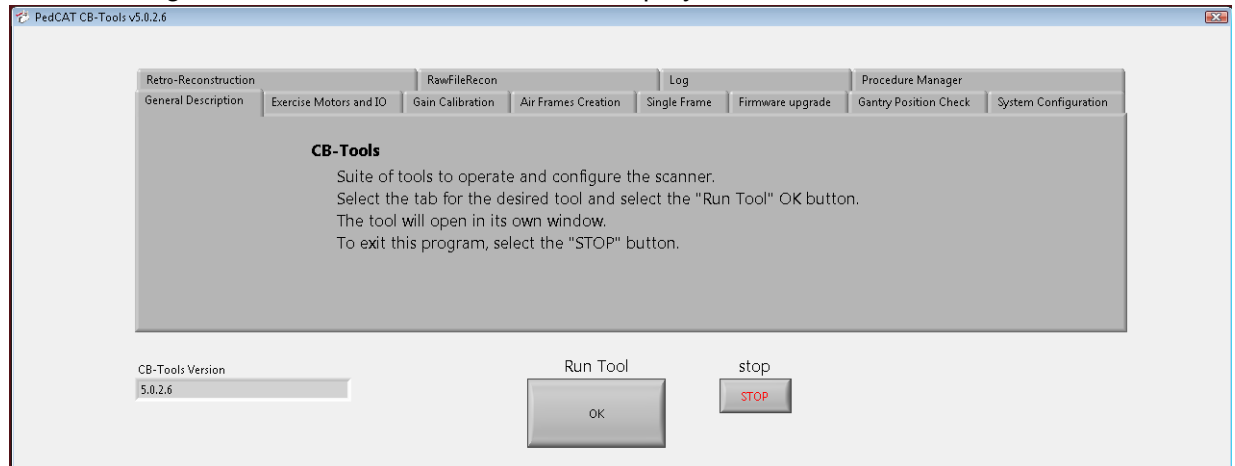 PedCAT CB-Tools v5.0.2.6
Retro-Reconstruction RawFileRecon Log Procedure Manager
General Description Exercise Motors and IO Gain Calibration Air Frames Creation Single Frame Firmware upgrade Gantry Position Check System Configuration
CB-Tools
Suite of tools to operate and configure the scanner.
Select the tab for the desired tool and select the "Run Tool" OK button.
The tool will open in its own window.
To exit this program, select the "STOP" button.
CB-Tools Version
5.0.2.6
Run Tool
OK
stop
STOP